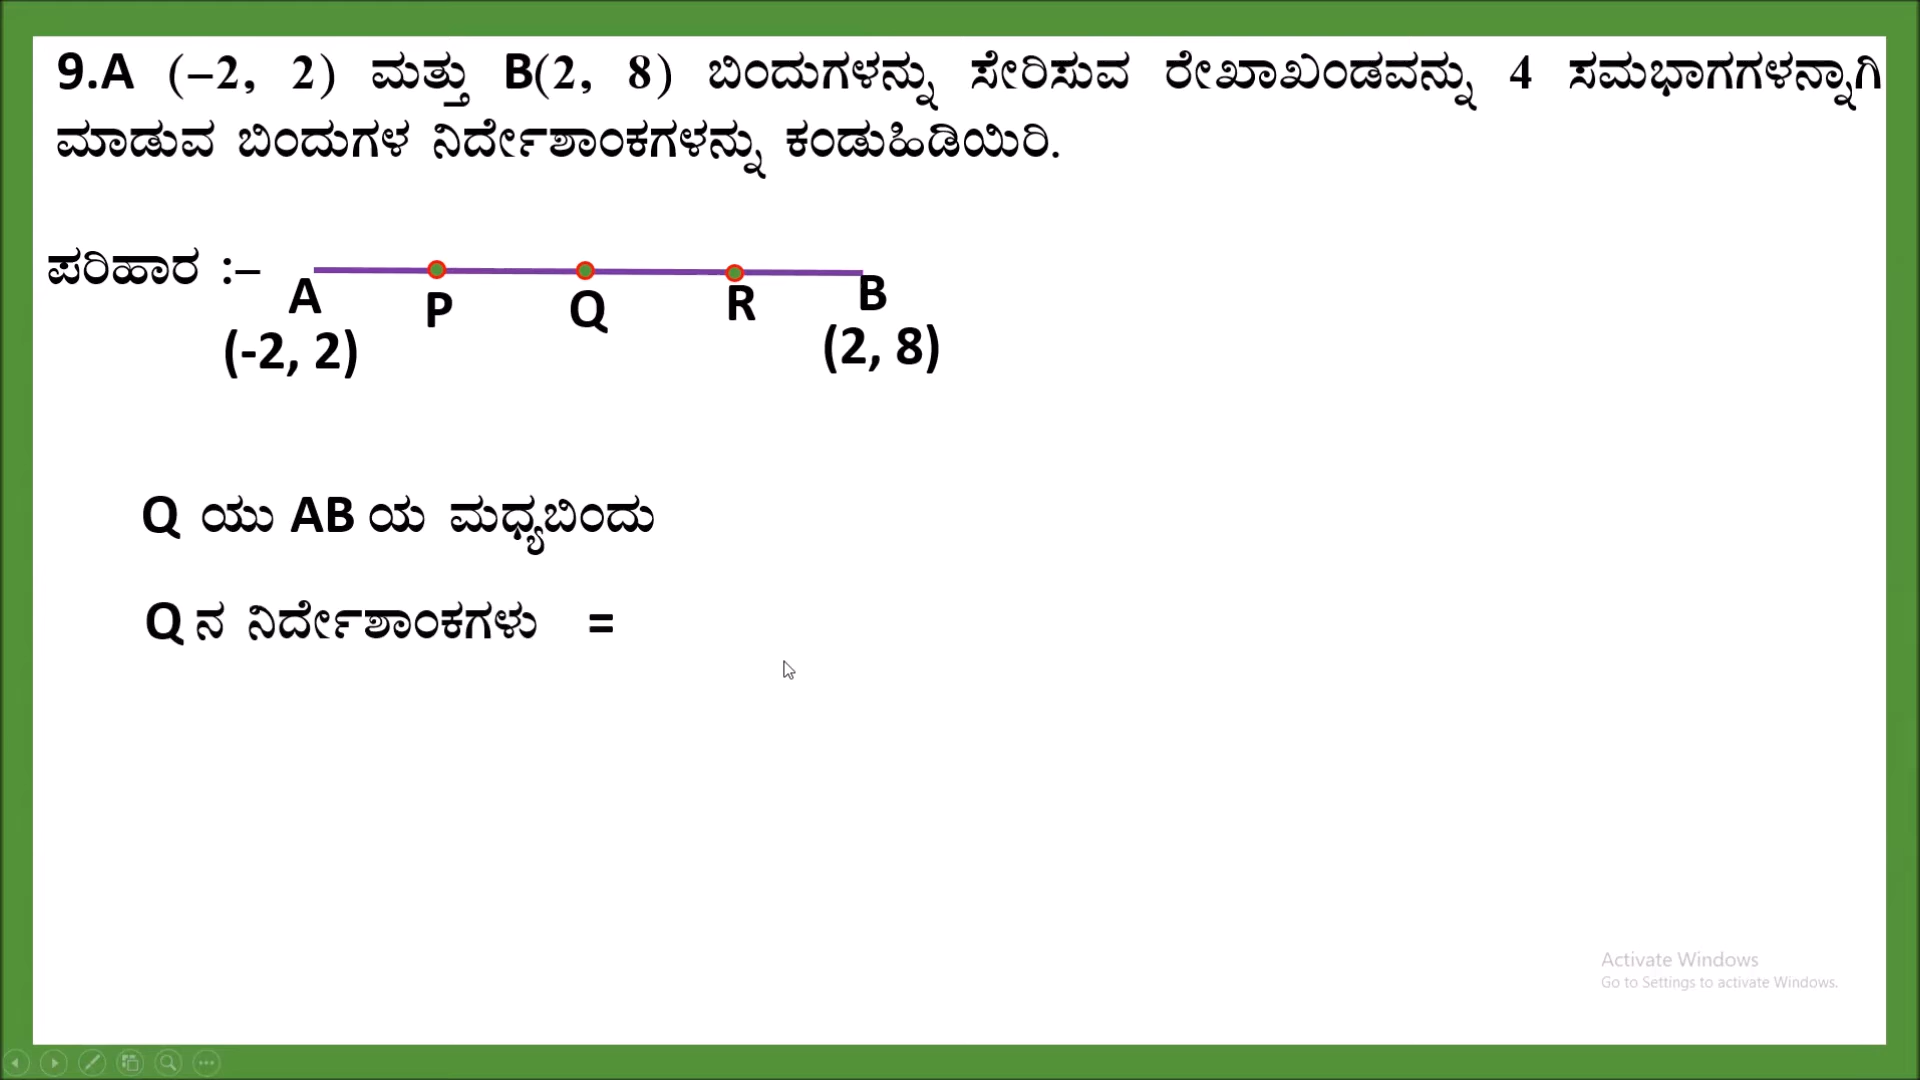 9.A (–2, 2) ಮತ್ತು B(2, 8) ಬಿಂದುಗಳನ್ನು ಸೇರಿಸುವ ರೇಖಾಖಂಡವನ್ನು 4 ಸಮಭಾಗಗಳನ್ನಾಗಿ
ಮಾಡುವ ಬಿಂದುಗಳ ನಿರ್ದೇಶಾಂಕಗಳನ್ನು ಕಂಡುಹಿಡಿಯಿರಿ.
ಪರಿಹಾರ :–
A P Q R B
(-2, 2) (2, 8)
Q ಯು AB ಯ ಮಧ್ಯಬಿಂದು
Q ನ ನಿರ್ದೇಶಾಂಕಗಳು =
Activate Windows
Go to Settings to activate Windows.